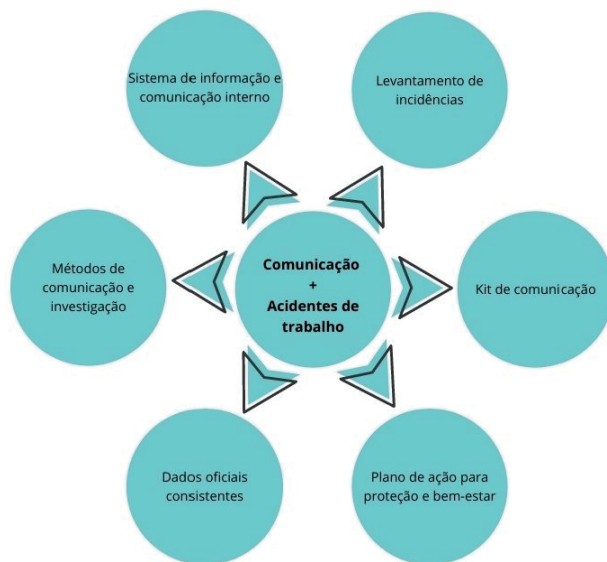 Sistema de informação e
comunicação interno
Levantamento de
incidências
Métodos de
comunicação e
investigação
Comunicação
+
Acidentes de
trabalho
Kit de comunicação
Dados oficiais
consistentes
Plano de ação para
proteção e bem-estar